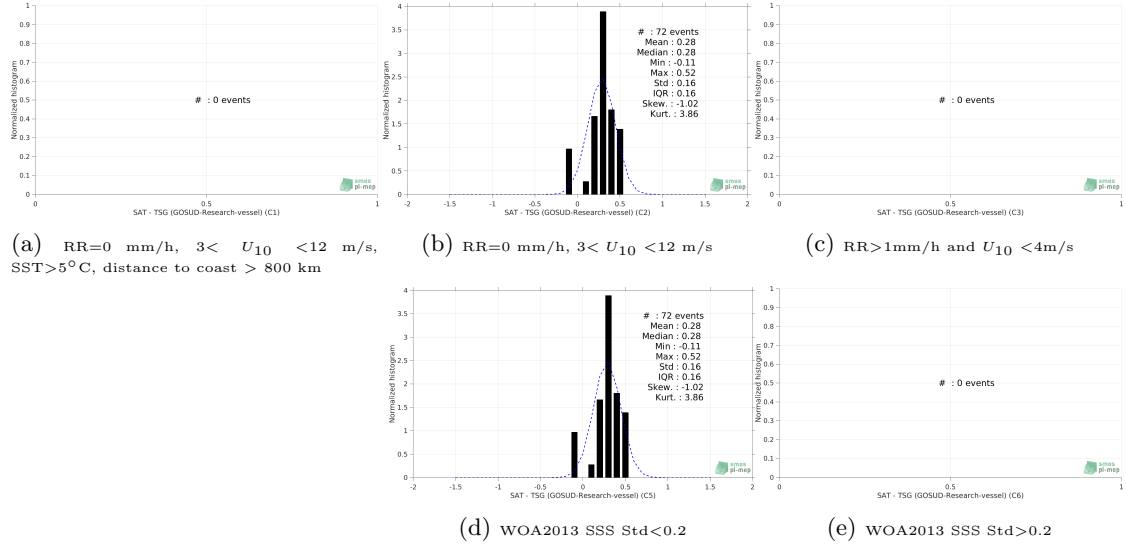 1
0.9
0.8
0.7
0.6
0.5
0.4
0.3
0.2
0.1
0
Normalized histogram
# : 0 events
0 0.5 1
SAT - TSG (GOSUD-Research-vessel) (C1)
smos
pi-mep
(a) RR=0 mm/h, 3< U10 <12 m/s,
SST>5°C, distance to coast > 800 km
4
3.5
3
2.5
2
1.5
1
0.5
0
Normalized histogram
# : 72 events
Mean : 0.28
Median : 0.28
Min : -0.11
Max : 0.52
Std : 0.16
IQR : 0.16
Skew. : -1.02
Kurt. : 3.86
-2 -1.5 -1 -0.5 0 0.5 1 1.5 2
SAT - TSG (GOSUD-Research-vessel) (C2)
smos
pi-mep
(b) RR=0 mm/h, 3< U10 <12 m/s
1
0.9
0.8
0.7
0.6
0.5
0.4
0.3
0.2
0.1
0
Normalized histogram
# : 0 events
0 0.5 1
SAT - TSG (GOSUD-Research-vessel) (C3)
smos
pi-mep
(c) RR>1mm/h and U10 <4m/s
4
3.5
3
2.5
2
1.5
1
0.5
0
Normalized histogram
# : 72 events
Mean : 0.28
Median : 0.28
Min : -0.11
Max : 0.52
Std : 0.16
IQR : 0.16
Skew. : -1.02
Kurt. : 3.86
-2 -1.5 -1 -0.5 0 0.5 1 1.5 2
SAT - TSG (GOSUD-Research-vessel) (C5)
smos
pi-mep
(d) WOA2013 SSS Std<0.2
1
0.9
0.8
0.7
0.6
0.5
0.4
0.3
0.2
0.1
0
Normalized histogram
# : 0 events
0 0.5 1
SAT - TSG (GOSUD-Research-vessel) (C6)
smos
pi-mep
(e) WOA2013 SSS Std>0.2